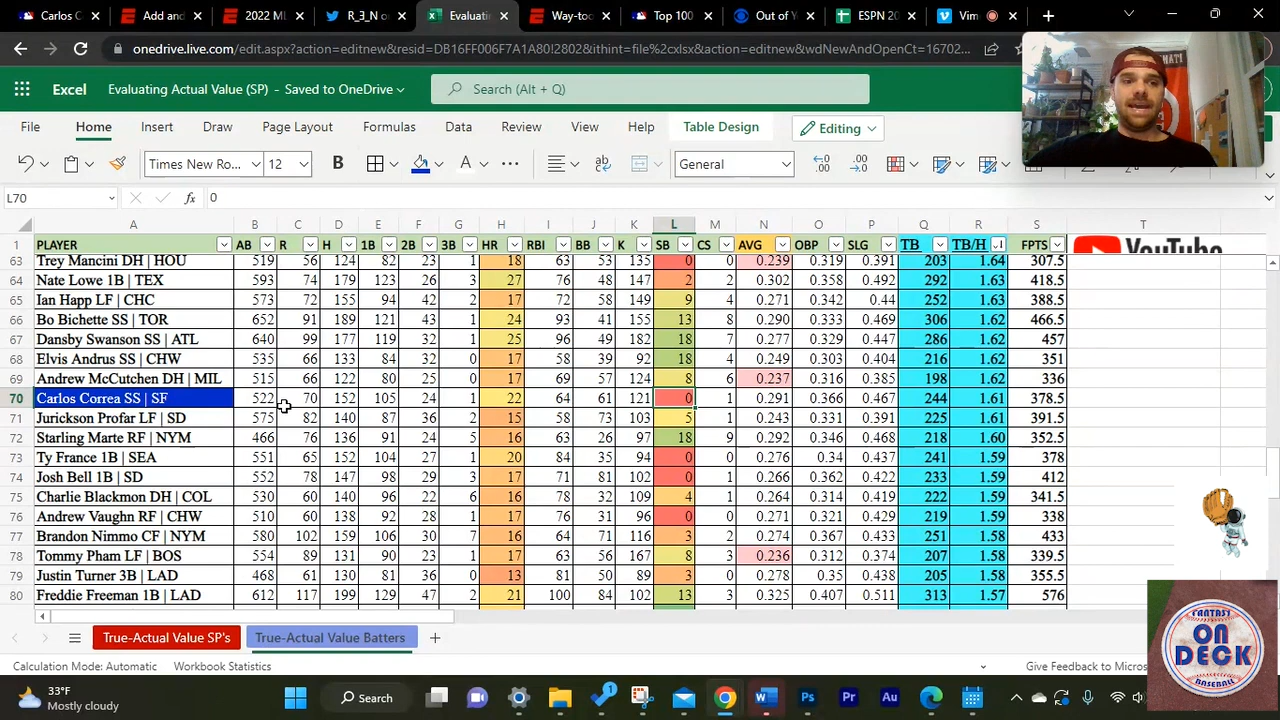 Carlos C
Add and
2022 ML
R_3_N o
Evaluatin
Way-too
Top 100
Out of Y
ESPN 20
Vim
onedrive.live.com/edit.aspx?action=editnew&resid=DB16FF006F7A1A80!2802&ithint=file%2cxlsx&action=editnew&wdNewAndOpenCt=16702...
Excel
Evaluating Actual Value (SP) - Saved to OneDrive
Search (Alt + Q)
File Home Insert Draw Page Layout Formulas Data Review View Help Table Design Editing
Times New Ro... 12 B A General
L70 fx 0
A B C D E F G H I J K L M N O P Q R S T
1 PLAYER AB R H 1B 2B 3B HR RBI BB K SB CS AVG OBP SLG TB TB/H FPTS YouTube
63 Trey Mancini DH | HOU 519 56 124 82 23 1 18 63 53 135 0 0 0.239 0.319 0.391 203 1.64 307.5
64 Nate Lowe 1B | TEX 593 74 179 123 26 3 27 76 48 147 2 2 0.302 0.358 0.492 292 1.63 418.5
65 Ian Happ LF | CHC 573 72 155 94 42 2 17 72 58 149 9 4 0.271 0.342 0.44 252 1.63 388.5
66 Bo Bichette SS | TOR 652 91 189 121 43 1 24 93 41 155 13 8 0.290 0.333 0.469 306 1.62 466.5
67 Dansby Swanson SS | ATL 640 99 177 119 32 1 25 96 49 182 18 7 0.277 0.329 0.447 286 1.62 457
68 Elvis Andrus SS | CHW 535 66 133 84 32 0 17 58 39 92 18 4 0.249 0.303 0.404 216 1.62 351
69 Andrew McCutchen DH | MIL 515 66 122 80 25 0 17 69 57 124 8 6 0.237 0.316 0.385 198 1.62 336
70 Carlos Correa SS | SF 522 70 152 105 24 1 22 64 61 121 0 1 0.291 0.366 0.467 244 1.61 378.5
71 Jurickson Profar LF | SD 575 82 140 87 36 2 15 58 73 103 5 1 0.243 0.331 0.391 225 1.61 391.5
72 Starling Marte RF | NYM 466 76 136 91 24 5 16 63 26 97 18 9 0.292 0.346 0.468 218 1.60 352.5
73 Ty France 1B | SEA 551 65 152 104 27 1 20 84 35 94 0 0 0.276 0.34 0.437 241 1.59 378
74 Josh Bell 1B | SD 552 78 147 98 29 3 17 71 81 102 0 1 0.266 0.362 0.422 233 1.59 412
75 Charlie Blackmon DH | COL 530 60 140 96 22 6 16 78 32 109 4 1 0.264 0.314 0.419 222 1.59 341.5
76 Andrew Vaughn RF | CHW 510 60 138 92 28 1 17 76 31 96 0 0 0.271 0.321 0.429 219 1.59 338
77 Brandon Nimmo CF | NYM 580 102 159 106 30 7 16 64 71 116 3 2 0.274 0.367 0.433 251 1.58 433
78 Tommy Pham LF | BOS 554 89 131 90 23 1 17 63 56 167 8 3 0.236 0.312 0.374 207 1.58 339.5
79 Justin Turner 3B | LAD 468 61 130 81 36 0 13 81 50 89 3 0 0.278 0.35 0.438 205 1.58 355.5
80 Freddie Freeman 1B | LAD 612 117 199 129 47 2 21 100 84 102 13 3 0.325 0.407 0.511 313 1.57 576
True-Actual Value SP's
True-Actual Value Batters
Calculation Mode: Automatic Workbook Statistics Give Feedback to Micros
FANTASY
ON
DECK
BASEBALL
33°F
Mostly cloudy
Search